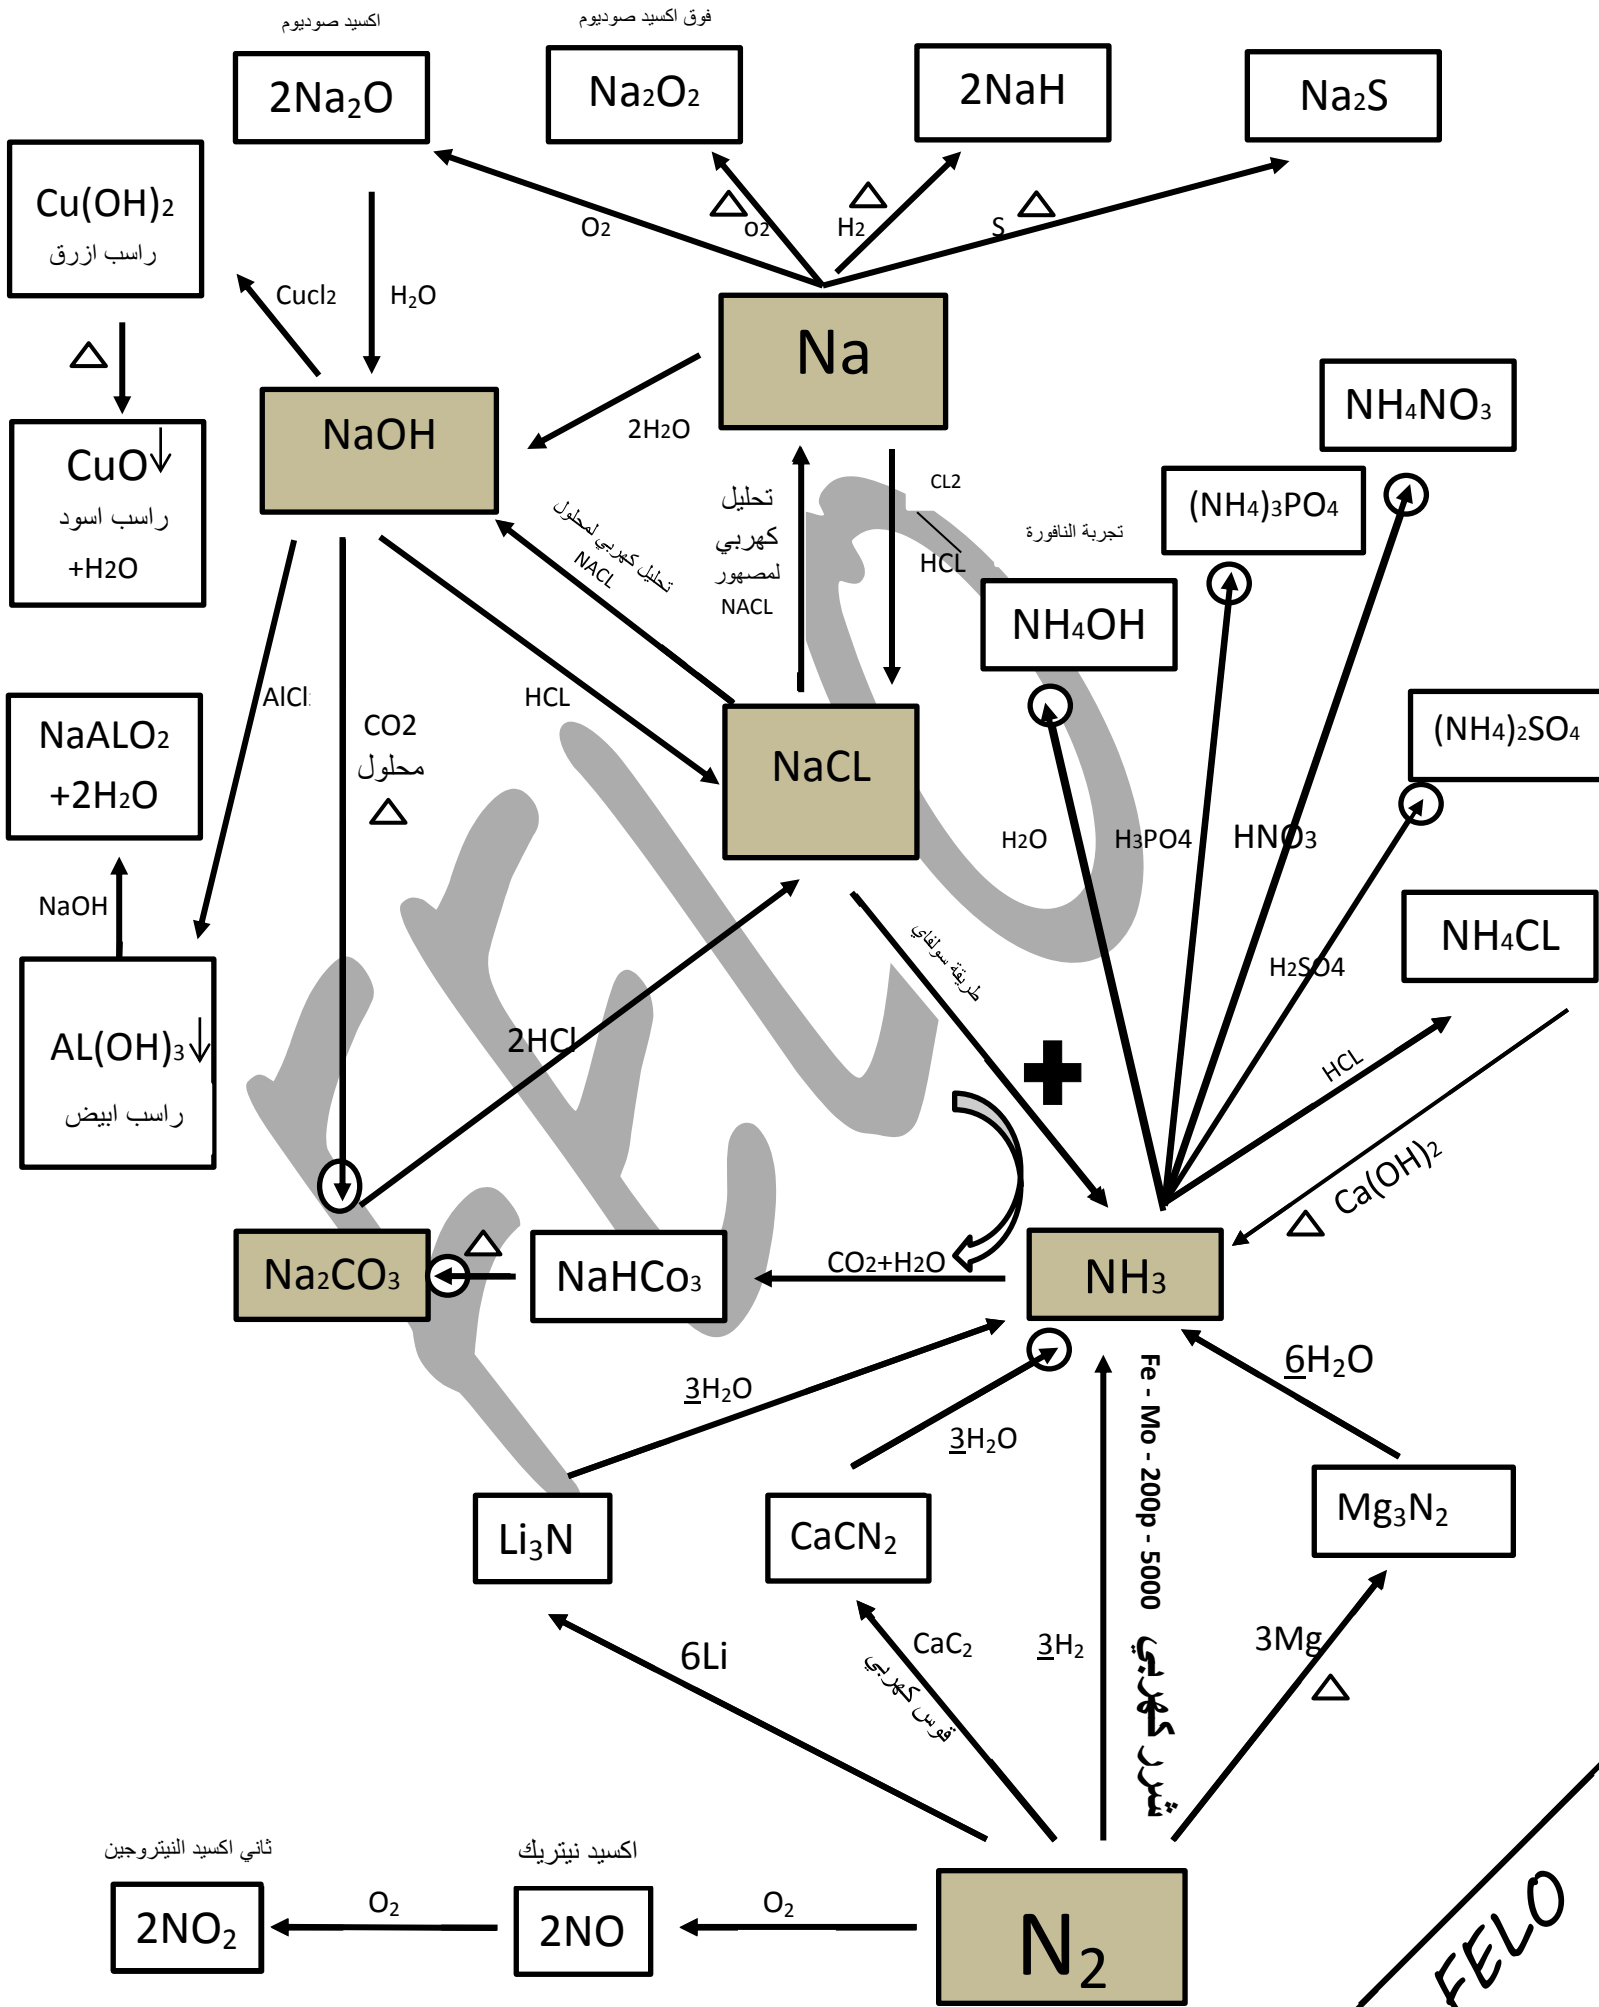 اكسيد صوديوم
فوق اكسيد صوديوم
2Na₂O
Na₂O₂
2NaH
Na₂S
Cu(OH)₂
راسب ازرق
O₂
△
o₂
△
H₂
S
△
Cucl₂
H₂O
△
Na
NaOH
2H₂O
NH₄NO₃
CuO↓
راسب اسود
+H₂O
تحليل كهربي لمحلول
NACL
تحليل
كهربي
لمصهور
NACL
CL2
HCL
تجربة النافورة
(NH₄)₃PO₄
NH₄OH
AlCl
HCL
CO2
محلول
△
NaALO₂
+2H₂O
NaCL
(NH₄)₂SO₄
H₂O
H₃PO4
HNO₃
NaOH
طريقة سولفاي
H₂SO4
NH₄CL
AL(OH)₃↓
راسب ابيض
2HCl
+
HCL
Ca(OH)₂
△
Na₂CO₃
△
NaHCo₃
CO₂+H₂O
NH₃
3H₂O
3H₂O
Fe - Mo - 200p - 5000 شرر كهربي
6H₂O
Li₃N
CaCN₂
Mg₃N₂
6Li
CaC₂
قوس كهربي
3H₂
3Mg
△
ثاني اكسيد النيتروجين
اكسيد نيتريك
2NO₂
O₂
2NO
O₂
N₂
FELO